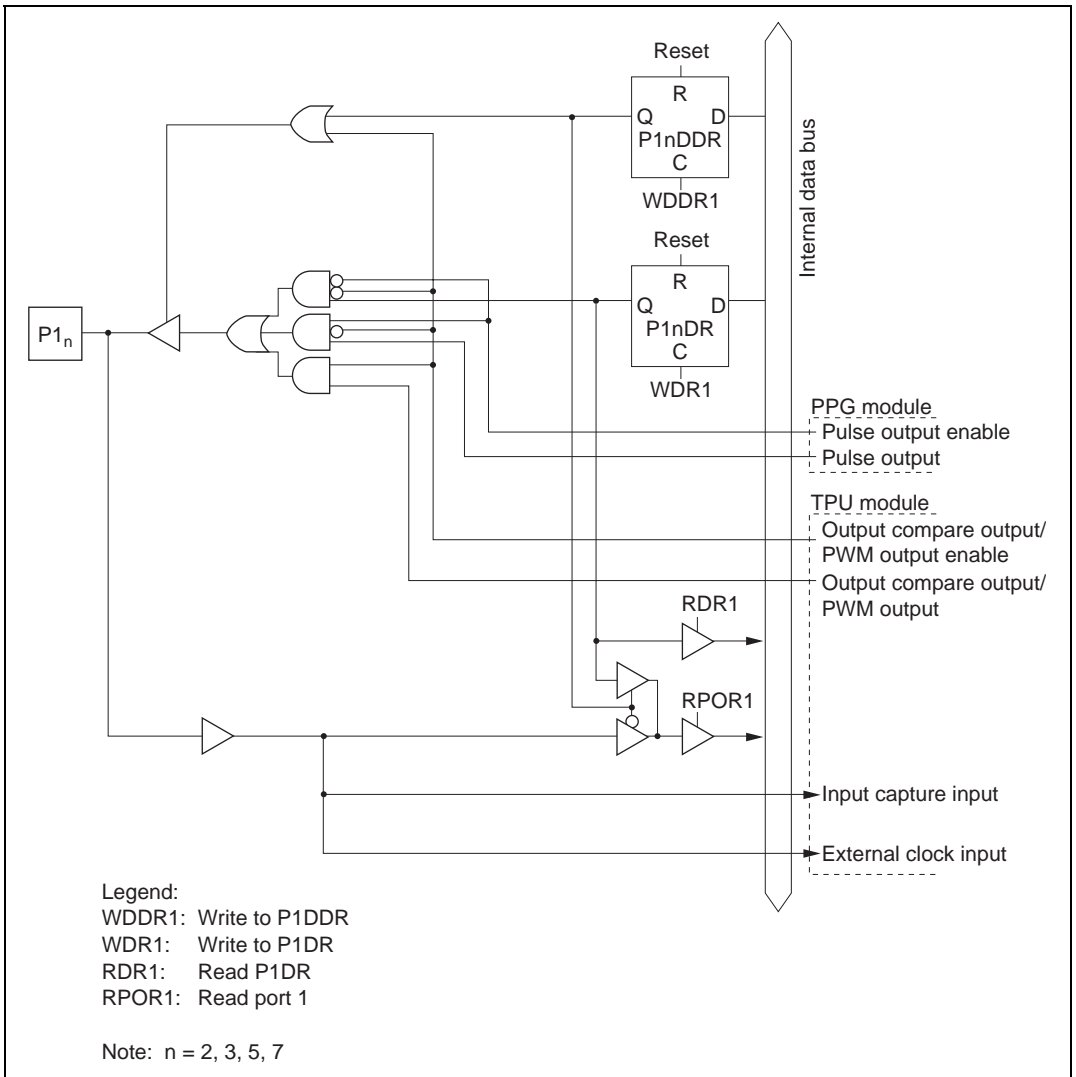 Reset
R
Q D
P1nDDR
C
WDDR1
Internal data bus
Reset
R
Q D
P1nDR
C
WDR1
P1n
PPG module
Pulse output enable
Pulse output
TPU module
Output compare output/
PWM output enable
Output compare output/
PWM output
RDR1
RPOR1
Input capture input
External clock input
Legend:
WDDR1: Write to P1DDR
WDR1: Write to P1DR
RDR1: Read P1DR
RPOR1: Read port 1
Note: n = 2, 3, 5, 7